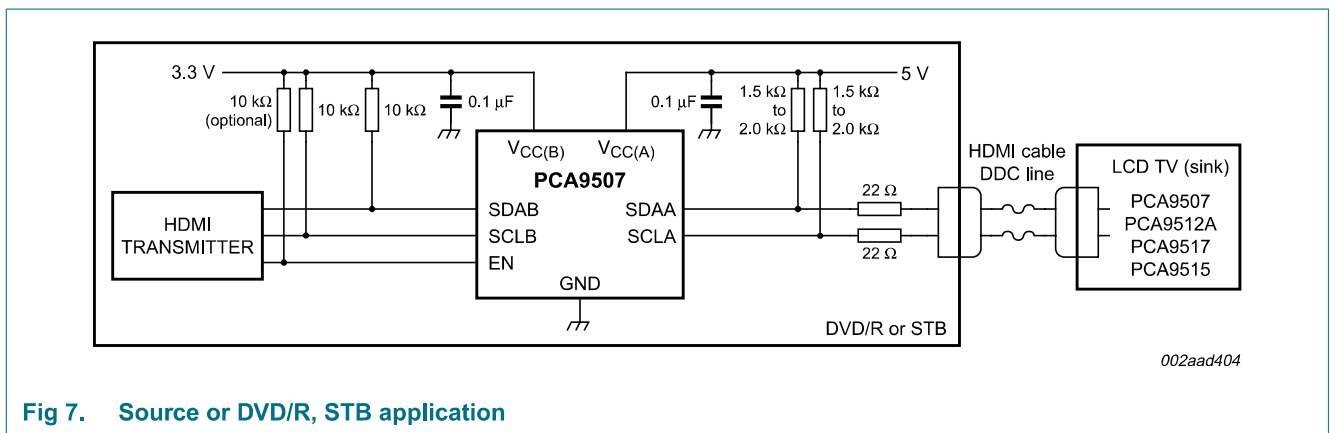 3.3 V
5 V
10 kΩ
(optional)
10 kΩ
10 kΩ
0.1 μF
0.1 μF
1.5 kΩ
to
2.0 kΩ
1.5 kΩ
to
2.0 kΩ
VCC(B)
VCC(A)
PCA9507
HDMI
TRANSMITTER
SDAB
SCLB
EN
SDAA
SCLA
GND
22 Ω
22 Ω
HDMI cable
DDC line
LCD TV (sink)
PCA9507
PCA9512A
PCA9517
PCA9515
DVD/R or STB
002aad404
Fig 7. Source or DVD/R, STB application